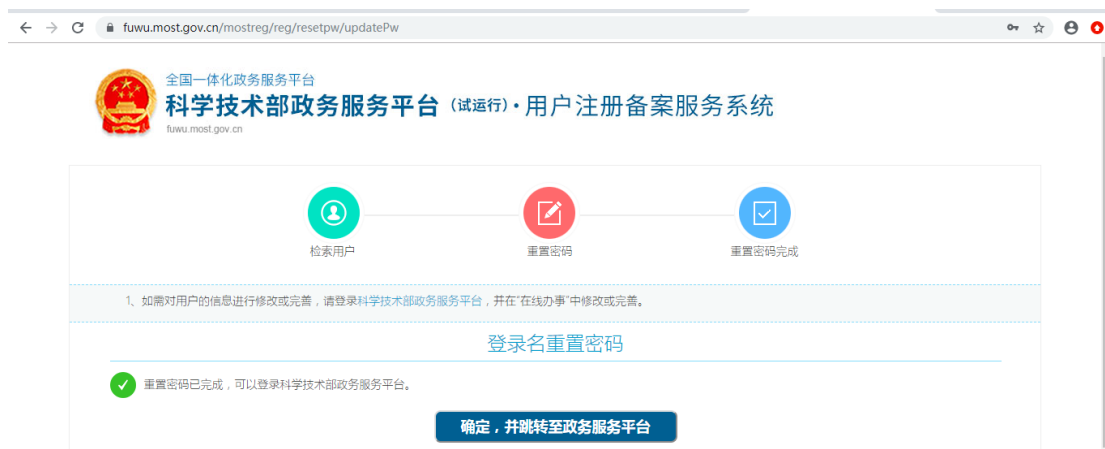 fuwu.most.gov.cn/mostreg/reg/resetpw/updatePw
全国一体化政务服务平台
科学技术部政务服务平台（试运行）·用户注册备案服务系统
fuwu.most.gov.cn
检索用户
重置密码
重置密码完成
1、如需对用户的信息进行修改或完善，请登录科学技术部政务服务平台，并在"在线办事"中修改或完善。
登录名重置密码
重置密码已完成，可以登录科学技术部政务服务平台。
确定，并跳转至政务服务平台